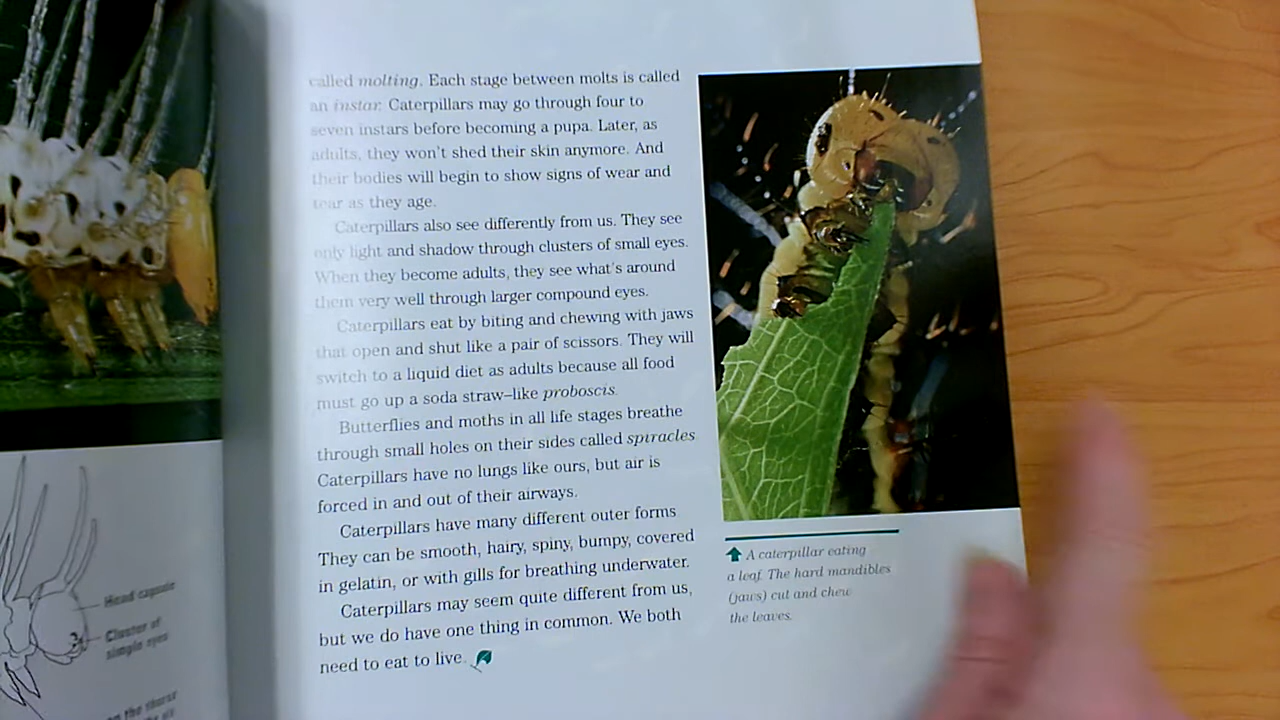 called molting. Each stage between molts is called
an instar. Caterpillars may go through four to
seven instars before becoming a pupa. Later, as
adults, they won't shed their skin anymore. And
their bodies will begin to show signs of wear and
tear as they age.
Caterpillars also see differently from us. They see
only light and shadow through clusters of small eyes.
When they become adults, they see what's around
them very well through larger compound eyes.
Caterpillars eat by biting and chewing with jaws
that open and shut like a pair of scissors. They will
switch to a liquid diet as adults because all food
must go up a soda straw–like proboscis.
Butterflies and moths in all life stages breathe
through small holes on their sides called spiracles
Caterpillars have no lungs like ours, but air is
forced in and out of their airways.
Caterpillars have many different outer forms
They can be smooth, hairy, spiny, bumpy, covered
in gelatin, or with gills for breathing underwater.
Caterpillars may seem quite different from us,
but we do have one thing in common. We both
need to eat to live.
A caterpillar eating
a leaf. The hard mandibles
(jaws) cut and chew
the leaves.
Head capsule
Cluster of
simple eyes